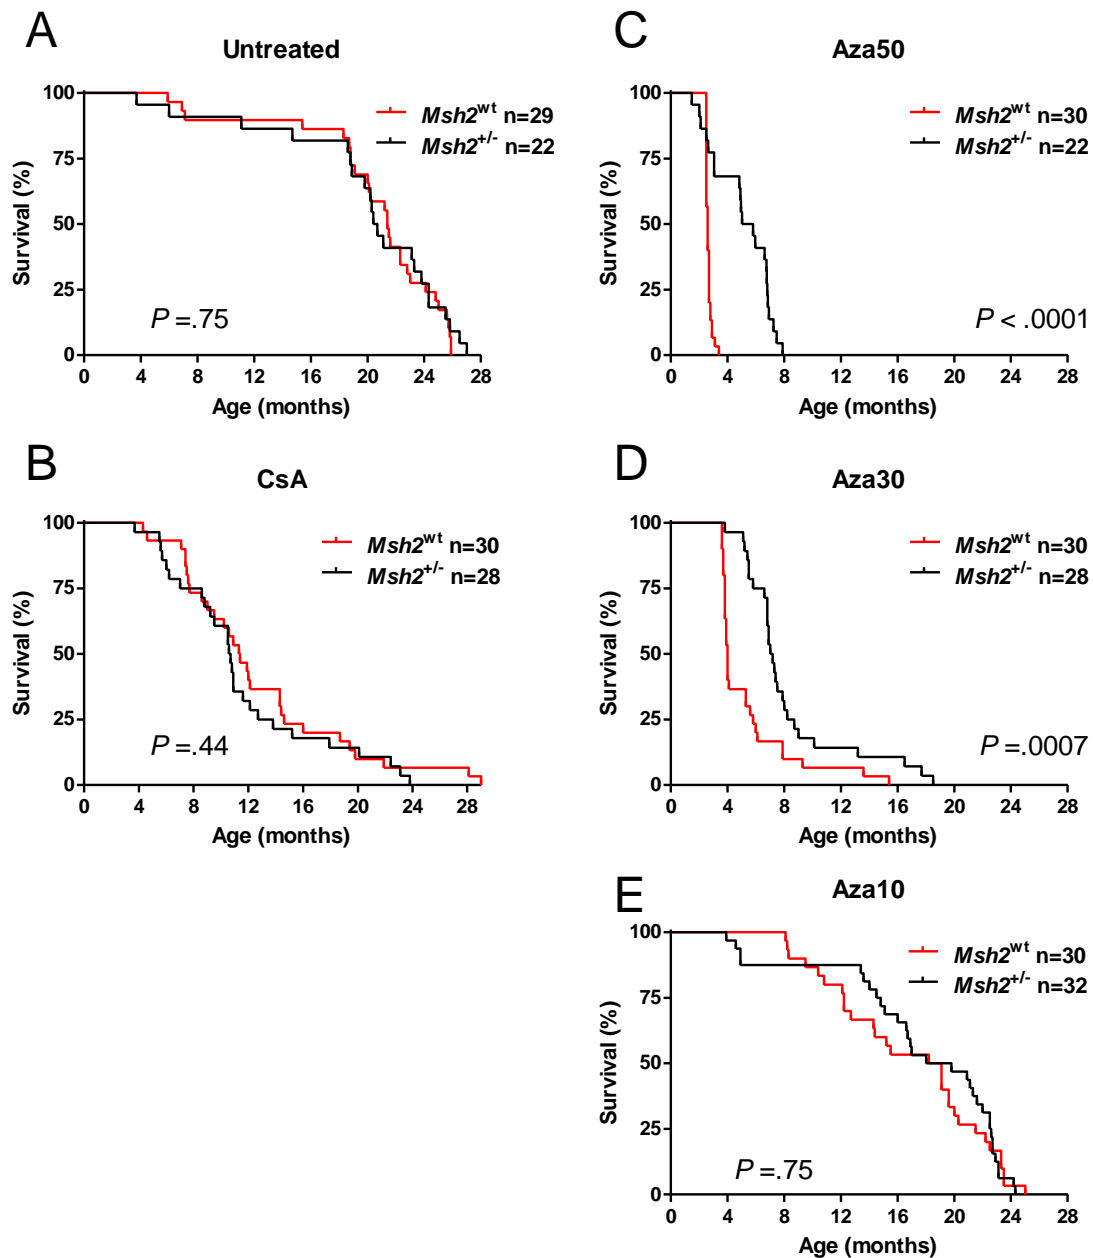 A
Untreated
Msh2wt n=29
Msh2+/- n=22
100
75
50
25
0
Survival (%)
P =.75
0 4 8 12 16 20 24 28
Age (months)
B
CsA
Msh2wt n=30
Msh2+/- n=28
100
75
50
25
0
Survival (%)
P =.44
0 4 8 12 16 20 24 28
Age (months)
C
Aza50
Msh2wt n=30
Msh2+/- n=22
100
75
50
25
0
Survival (%)
P < .0001
0 4 8 12 16 20 24 28
Age (months)
D
Aza30
Msh2wt n=30
Msh2+/- n=28
100
75
50
25
0
Survival (%)
P =.0007
0 4 8 12 16 20 24 28
Age (months)
E
Aza10
Msh2wt n=30
Msh2+/- n=32
100
75
50
25
0
Survival (%)
P =.75
0 4 8 12 16 20 24 28
Age (months)